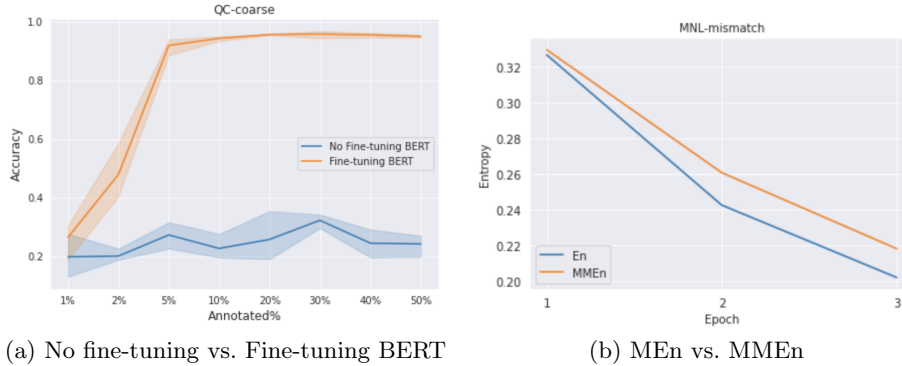 QC-coarse
1.0
0.8
0.6
0.4
0.2
Accuracy
No Fine-tuning BERT
Fine-tuning BERT
1% 2% 5% 10% 20% 30% 40% 50%
Annotated%
(a) No fine-tuning vs. Fine-tuning BERT
MNL-mismatch
0.32
0.30
0.28
0.26
0.24
0.22
0.20
Entropy
En
MMEn
1 2 3
Epoch
(b) MEn vs. MMEn